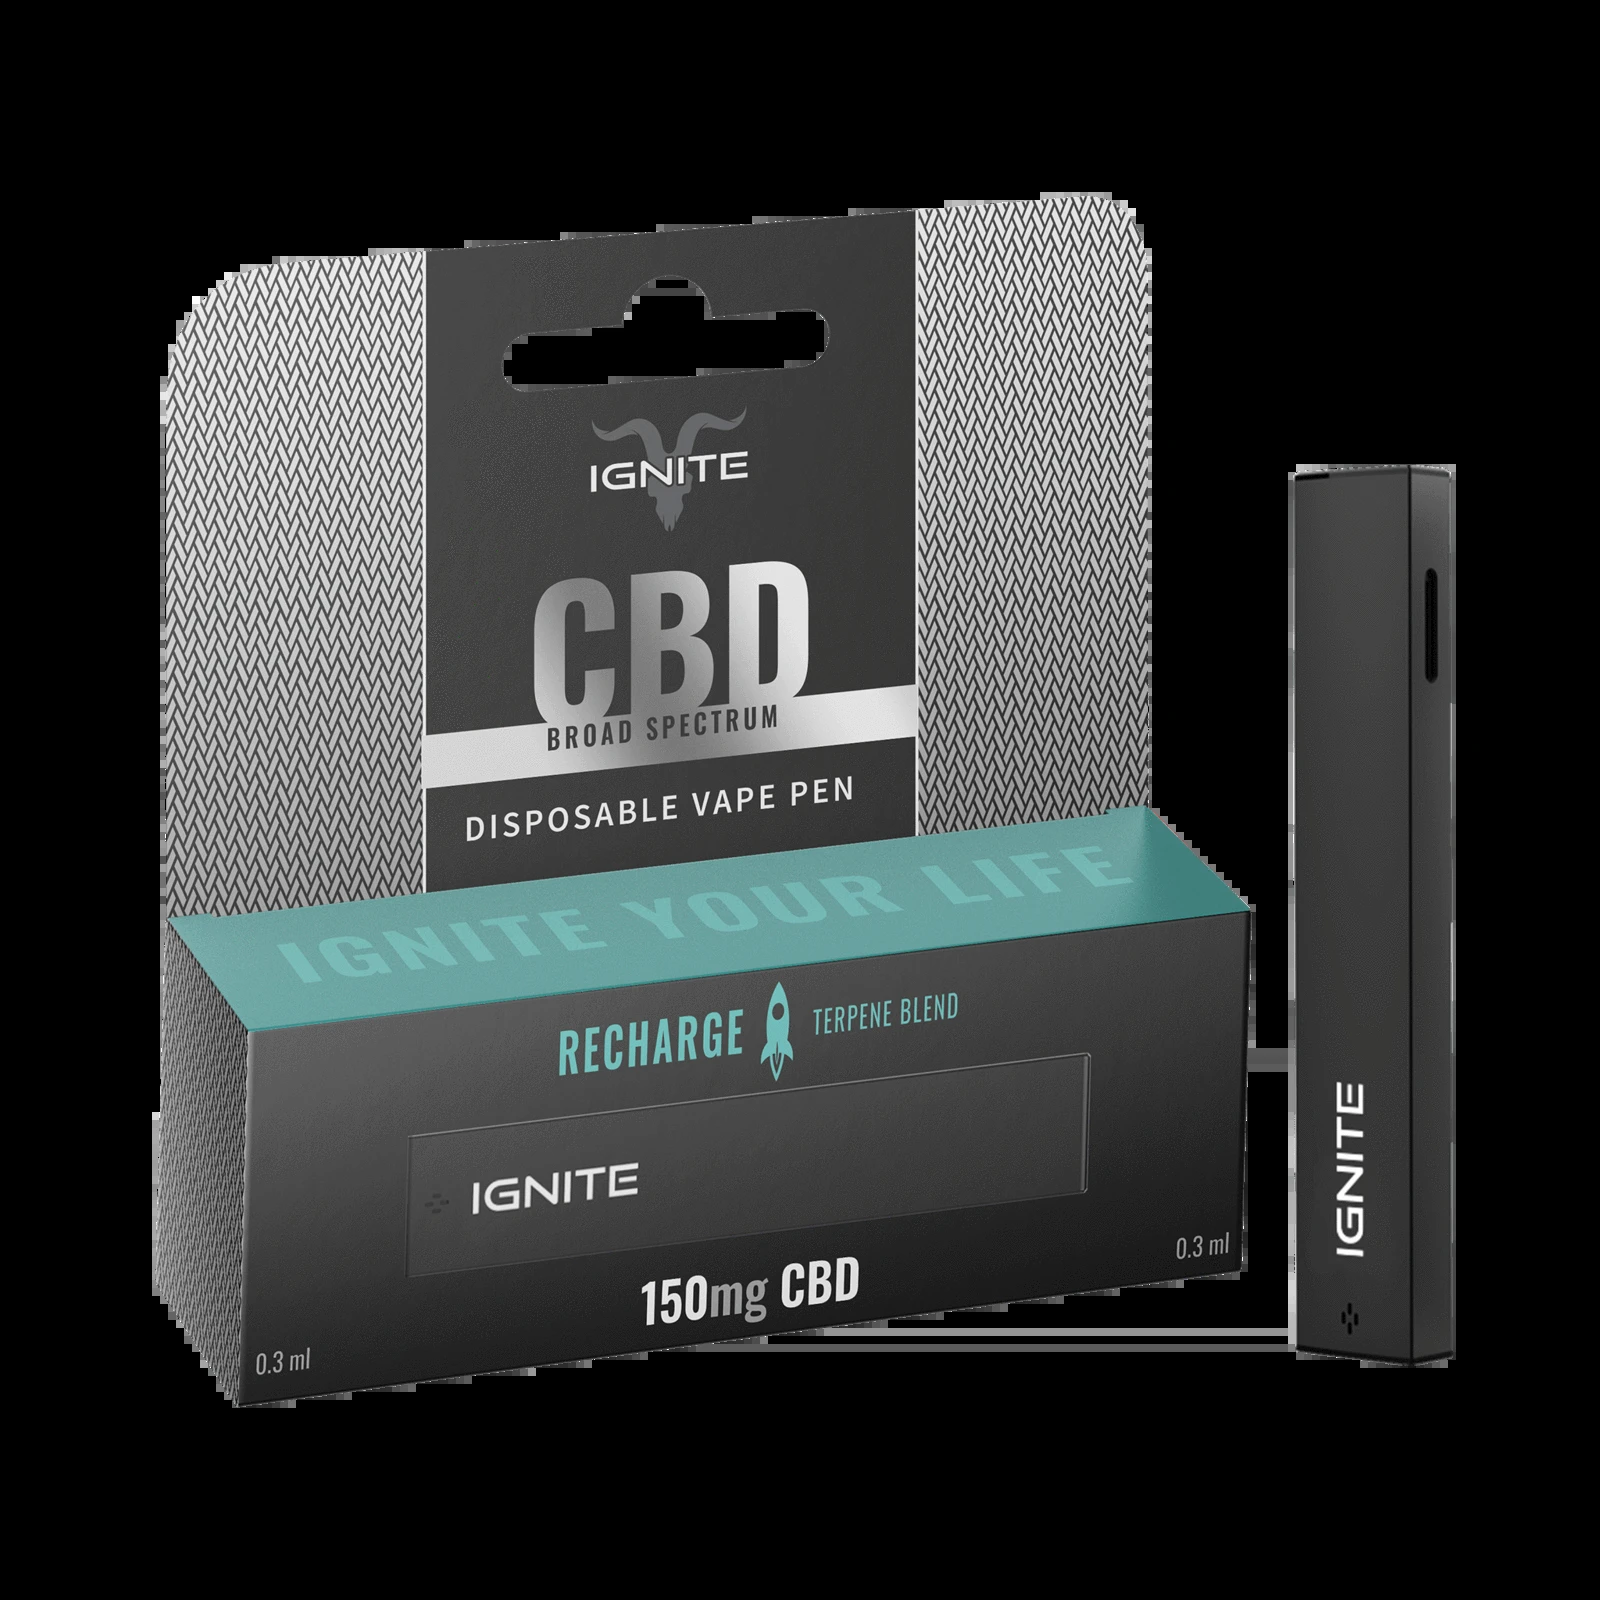 IGNITE
CBD
BROAD SPECTRUM
DISPOSABLE VAPE PEN
IGNITE YOUR LIFE
RECHARGE TERPENE BLEND
IGNITE
150mg CBD
0.3 ml
0.3 ml
IGNITE